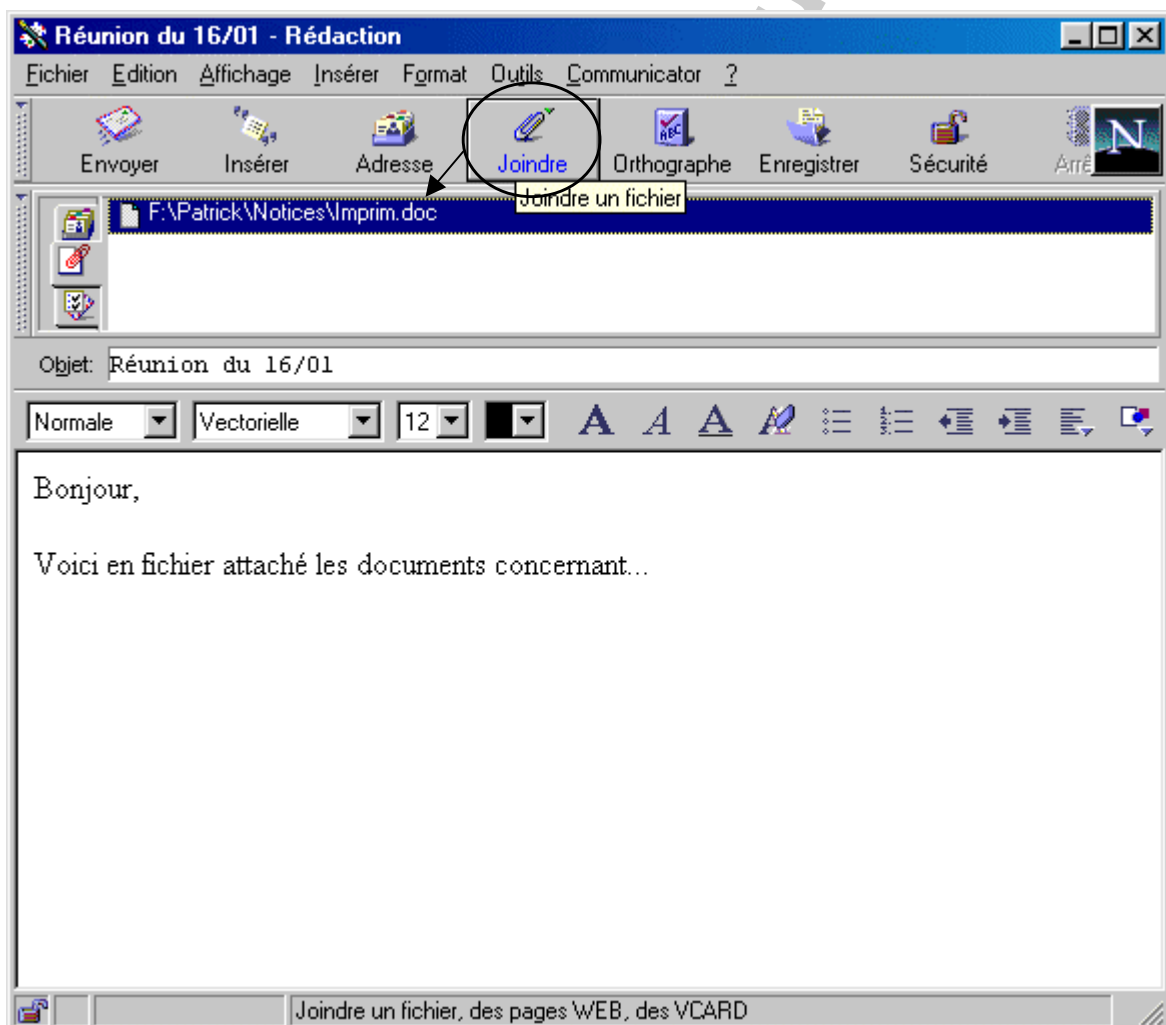 Réunion du 16/01 - Rédaction
Fichier Edition Affichage Insérer Format Outils Communicator ?
Envoyer Insérer Adresse Joindre Orthographe Enregistrer Sécurité Arrê N
Joindre un fichier
F:\Patrick\Notices\Imprim.doc
Objet: Réunion du 16/01
Normale Vectorielle 12 A A A
Bonjour,
Voici en fichier attaché les documents concernant...
Joindre un fichier, des pages WEB, des VCARD